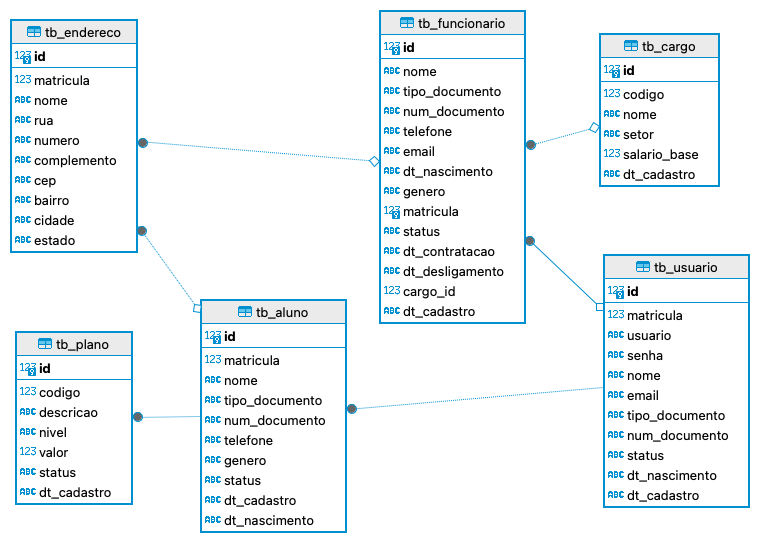 tb_endereco
123 id
123 matricula
ABC nome
ABC rua
ABC numero
ABC complemento
ABC cep
ABC bairro
ABC cidade
ABC estado
tb_funcionario
123 id
ABC nome
ABC tipo_documento
ABC num_documento
ABC telefone
ABC email
ABC dt_nascimento
ABC genero
123 matricula
ABC status
ABC dt_contratacao
ABC dt_desligamento
123 cargo_id
ABC dt_cadastro
tb_cargo
123 id
123 codigo
ABC nome
ABC setor
123 salario_base
ABC dt_cadastro
tb_plano
123 id
123 codigo
ABC descricao
ABC nivel
123 valor
ABC status
ABC dt_cadastro
tb_aluno
123 id
123 matricula
ABC nome
ABC tipo_documento
ABC num_documento
ABC telefone
ABC genero
ABC status
ABC dt_cadastro
ABC dt_nascimento
tb_usuario
123 id
123 matricula
ABC usuario
ABC senha
ABC nome
ABC email
ABC tipo_documento
ABC num_documento
ABC status
ABC dt_nascimento
ABC dt_cadastro